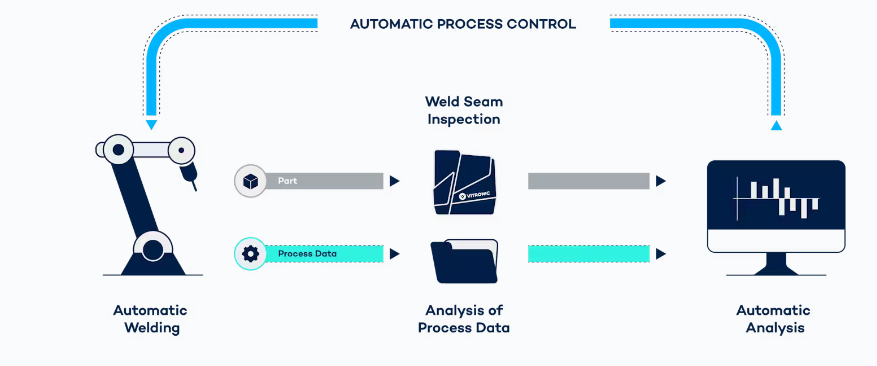 AUTOMATIC PROCESS CONTROL
Weld Seam
Inspection
Part
VITRONIC
Process Data
Automatic
Welding
Analysis of
Process Data
Automatic
Analysis